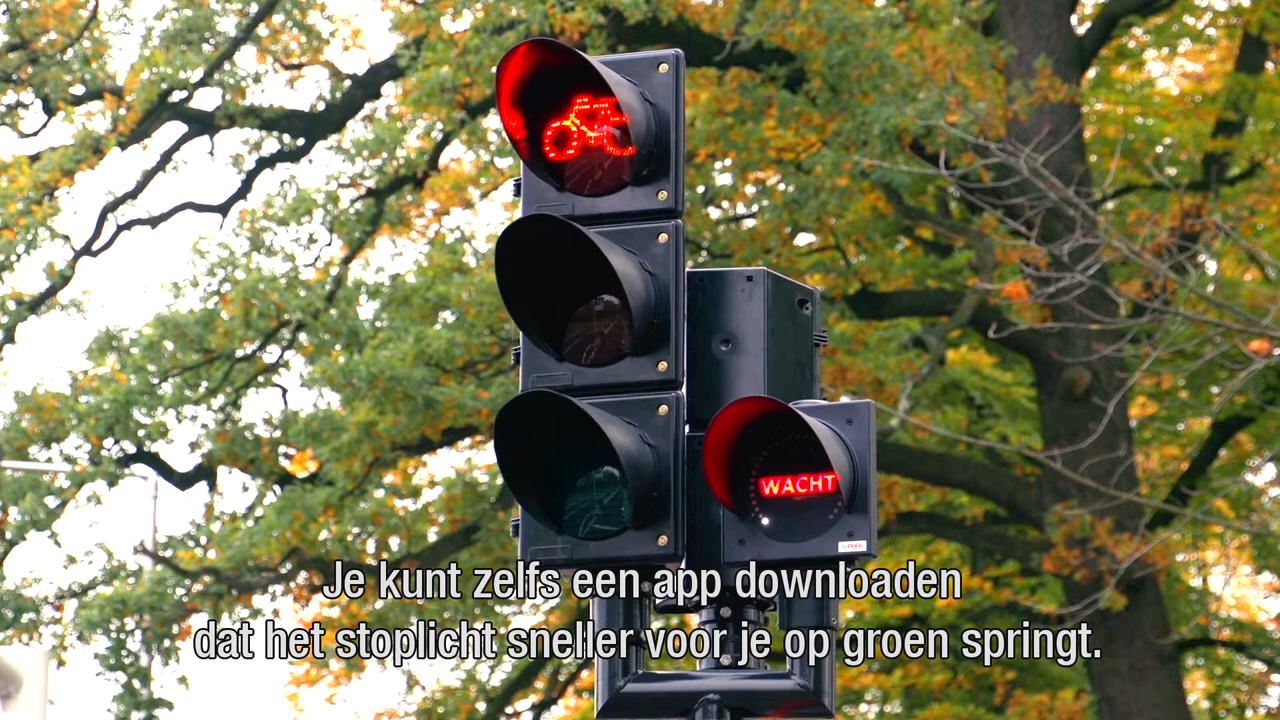 WACHT
Je kunt zelfs een app downloaden
dat het stoplicht sneller voor je op groen springt.